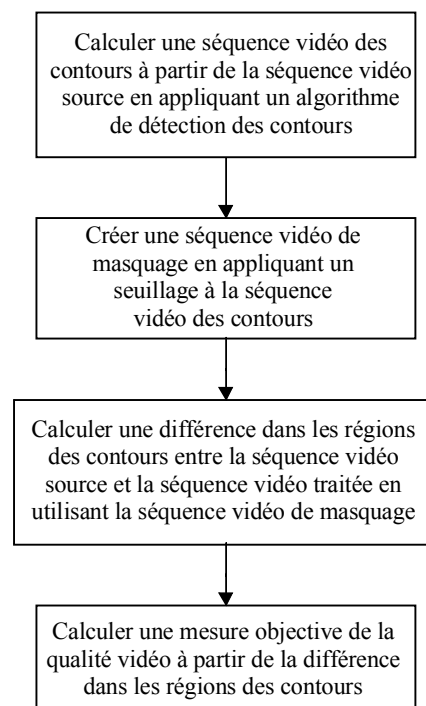 Calculer une séquence vidéo des
contours à partir de la séquence vidéo
source en appliquant un algorithme
de détection des contours
Créer une séquence vidéo de
masquage en appliquant un
seuillage à la séquence
vidéo des contours
Calculer une différence dans les régions
des contours entre la séquence vidéo
source et la séquence vidéo traitée en
utilisant la séquence vidéo de masquage
Calculer une mesure objective de la
qualité vidéo à partir de la différence
dans les régions des contours